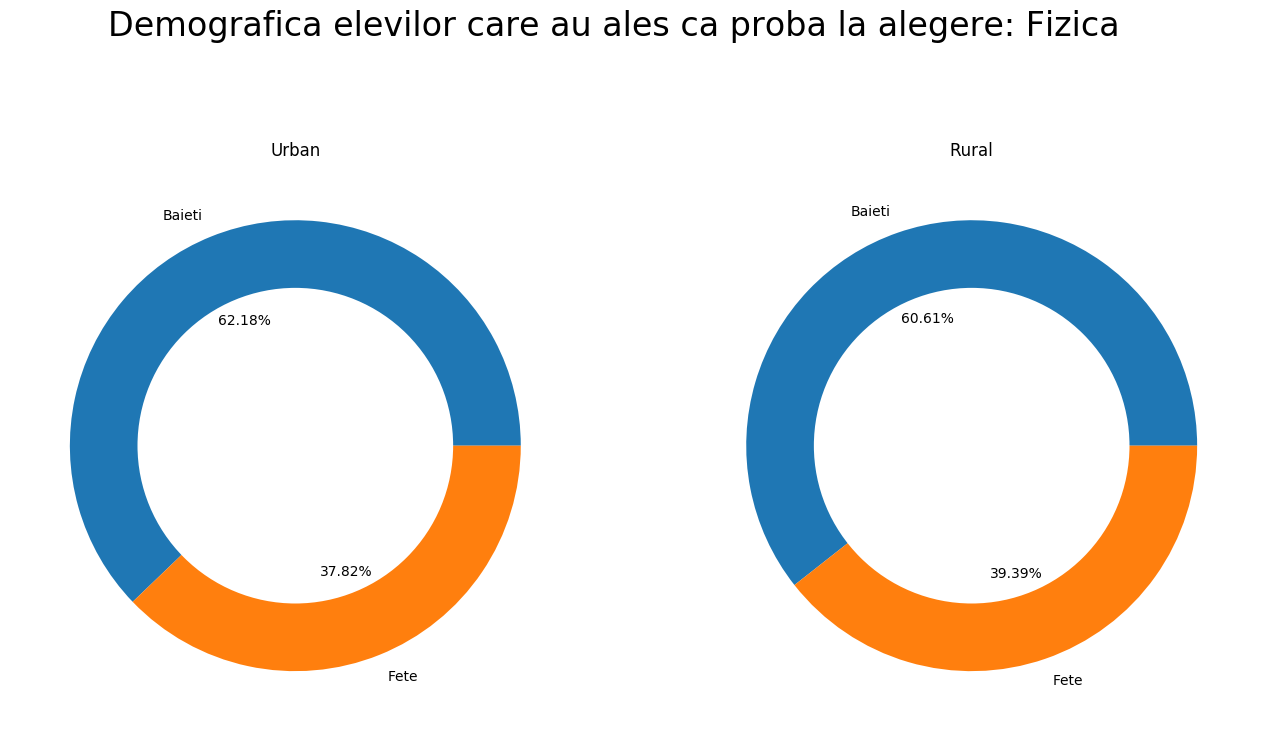 Demografica elevilor care au ales ca proba la alegere: Fizica
Urban
Baieti
62.18%
37.82%
Fete
Rural
Baieti
60.61%
39.39%
Fete